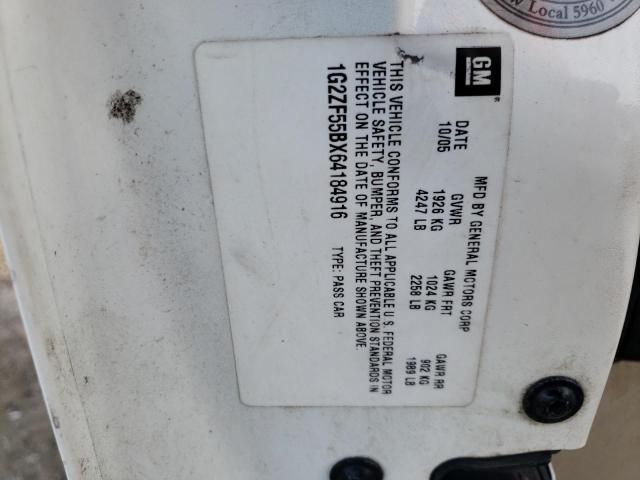 GM
MFD BY GENERAL MOTORS CORP
DATE GVWR GAWR FRT GAWR RR
10/05 1926 KG 1024 KG 902 KG
4247 LB 2258 LB 1989 LB
THIS VEHICLE CONFORMS TO ALL APPLICABLE U.S. FEDERAL MOTOR
VEHICLE SAFETY, BUMPER, AND THEFT PREVENTION STANDARDS IN
EFFECT ON THE DATE OF MANUFACTURE SHOWN ABOVE.
1G2ZF55BX64184916 TYPE: PASS CAR
Local 5960